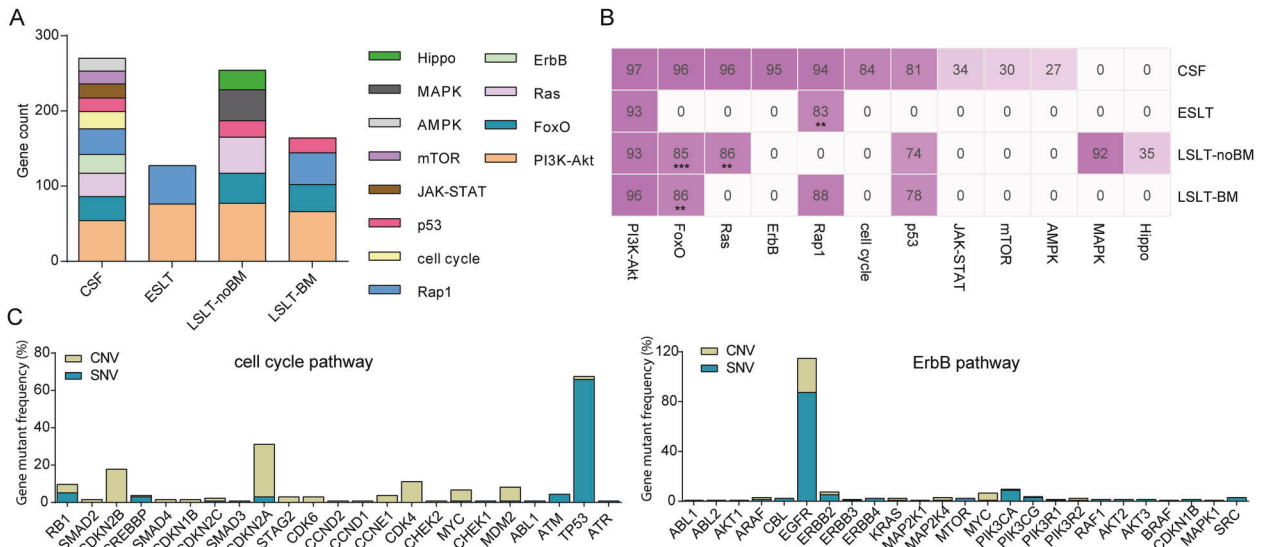 A
Gene count
300
200
100
0
CSF
ESLT
LSLT-noBM
LSLT-BM
Hippo
MAPK
AMPK
mTOR
JAK-STAT
p53
cell cycle
Rap1
ErbB
Ras
FoxO
PI3K-Akt
B
97 96 96 95 94 84 81 34 30 27 0 0 CSF
93 0 0 0 83 ** 0 0 0 0 0 0 0 ESLT
93 85 *** 86 ** 0 0 0 74 0 0 0 92 35 LSLT-noBM
96 86 ** 0 0 88 0 78 0 0 0 0 0 LSLT-BM
PI3K-Akt
FoxO
Ras
ErbB
Rap1
cell cycle
p53
JAK-STAT
mTOR
AMPK
MAPK
Hippo
C
Gene mutant frequency (%)
80
60
40
20
0
CNV
SNV
cell cycle pathway
RB1
SMAD2
CDKN2B
CREBBP
SMAD4
CDKN1B
CDKN2C
SMAD3
CDKN2A
STAG2
CDK6
CCND2
CCND1
CCNE1
CDK4
CHEK2
MYC
CHEK1
MDM2
ABL1
ATM
TP53
ATR
Gene mutant frequency (%)
120
80
40
0
CNV
SNV
ErbB pathway
ABL1
ABL2
AKT1
ARAF
CBL
EGFR
ERBB2
ERBB3
ERBB4
KRAS
MAP2K1
MAP2K4
MTOR
MYC
PIK3CA
PIK3CG
PIK3R1
PIK3R2
RAF1
AKT2
AKT3
BRAF
CDKN1B
MAPK1
SRC